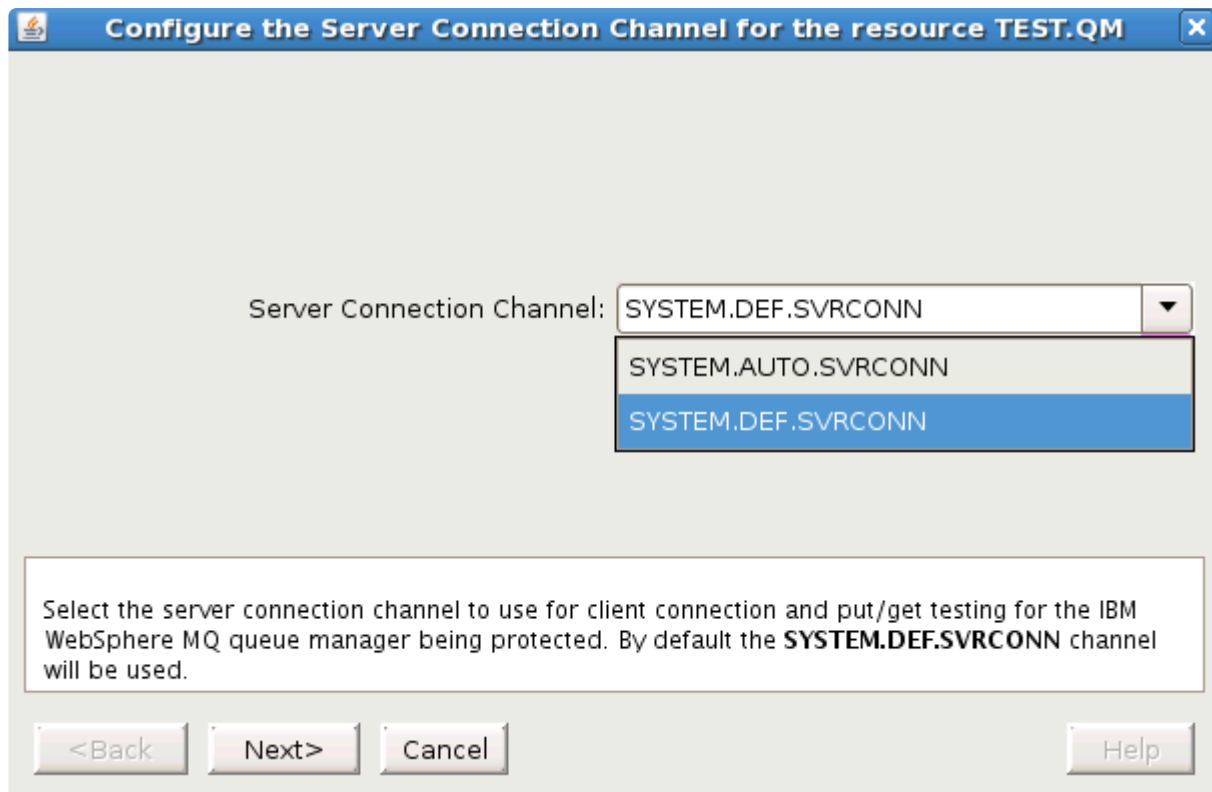 Configure the Server Connection Channel for the resource TEST.QM
Server Connection Channel: SYSTEM.DEF.SVRCONN
SYSTEM.AUTO.SVRCONN
SYSTEM.DEF.SVRCONN
Select the server connection channel to use for client connection and put/get testing for the IBM
WebSphere MQ queue manager being protected. By default the SYSTEM.DEF.SVRCONN channel
will be used.
<Back Next> Cancel Help